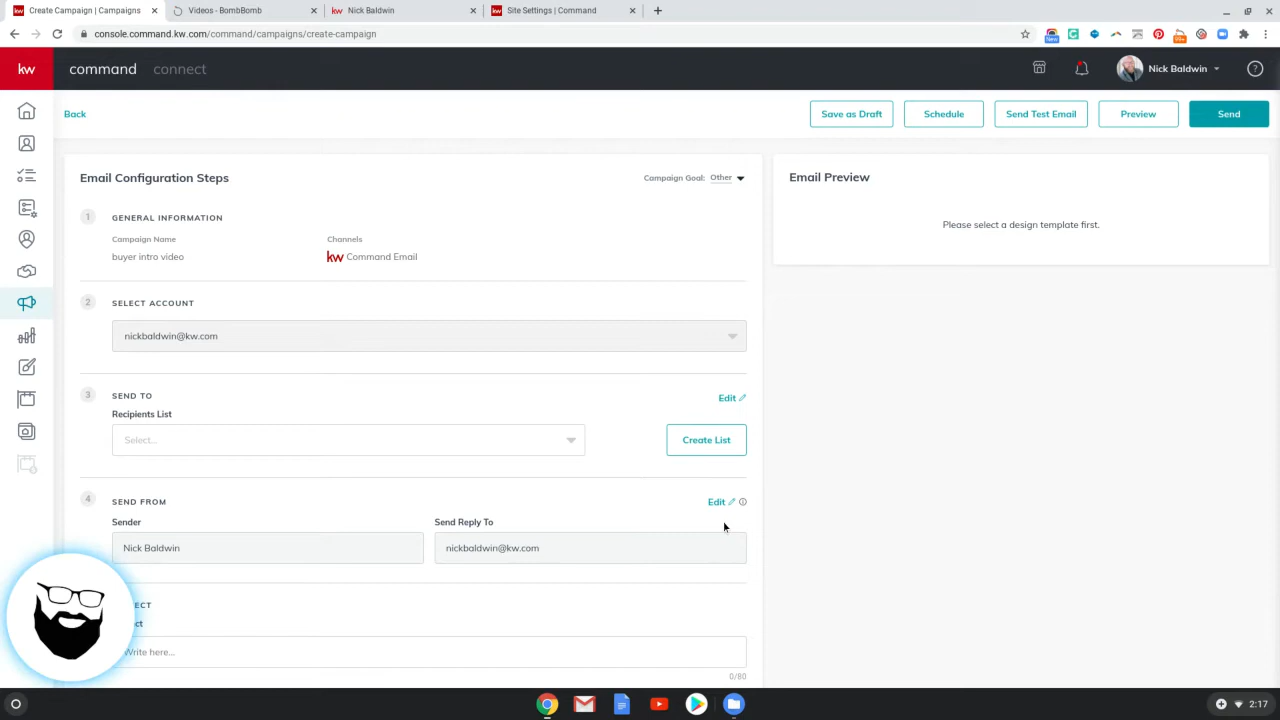 Create Campaign | Campaigns
Videos - BombBomb
Nick Baldwin
Site Settings | Command
console.command.kw.com/command/campaigns/create-campaign
New
kw command connect
Nick Baldwin
Back
Save as Draft
Schedule
Send Test Email
Preview
Send
Email Configuration Steps
Campaign Goal: Other
Email Preview
Please select a design template first.
1 GENERAL INFORMATION
Campaign Name
Channels
buyer intro video
kw Command Email
2 SELECT ACCOUNT
nickbaldwin@kw.com
3 SEND TO
Edit
Recipients List
Select...
Create List
4 SEND FROM
Edit
Sender
Send Reply To
Nick Baldwin
nickbaldwin@kw.com
Write here...
0/80
2:17